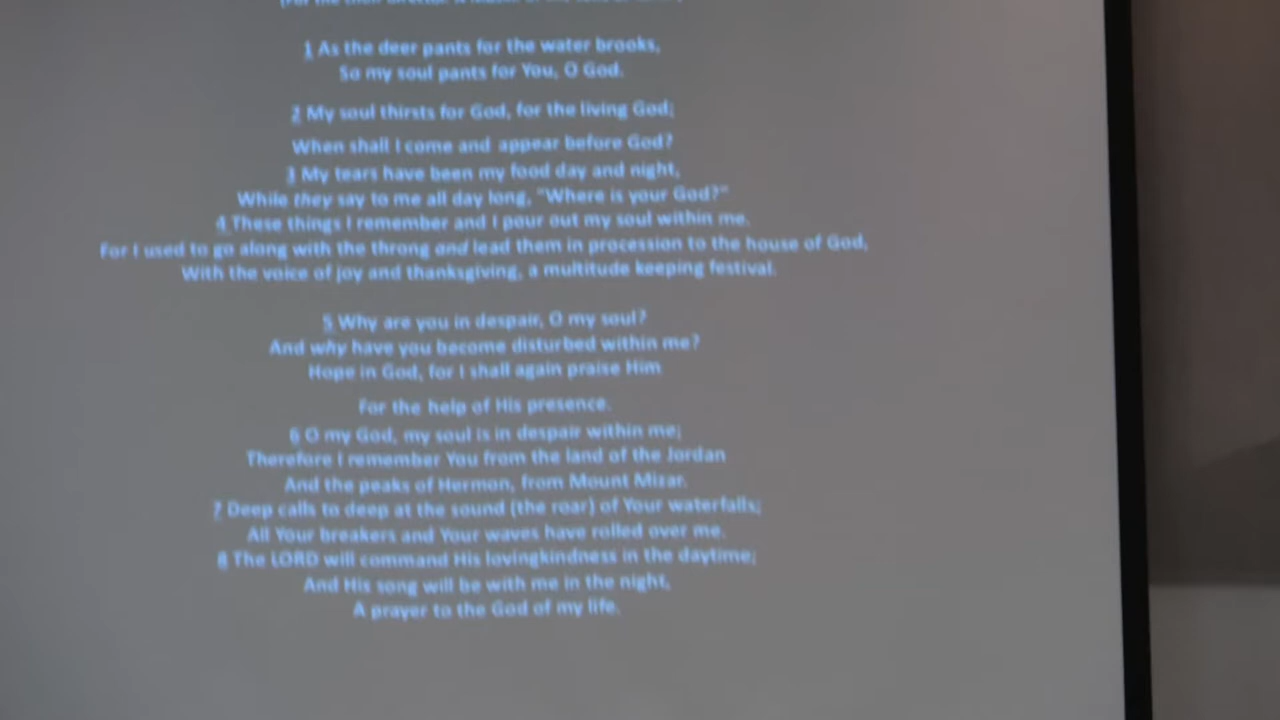 1 As the deer pants for the water brooks,
So my soul pants for You, O God.
2 My soul thirsts for God, for the living God;
When shall I come and appear before God?
3 My tears have been my food day and night,
While they say to me all day long, "Where is your God?"
4 These things I remember and I pour out my soul within me.
For I used to go along with the throng and lead them in procession to the house of God,
With the voice of joy and thanksgiving, a multitude keeping festival.
5 Why are you in despair, O my soul?
And why have you become disturbed within me?
Hope in God, for I shall again praise Him
For the help of His presence.
6 O my God, my soul is in despair within me;
Therefore I remember You from the land of the Jordan
And the peaks of Hermon, from Mount Mizar.
7 Deep calls to deep at the sound (the roar) of Your waterfalls;
All Your breakers and Your waves have rolled over me.
8 The LORD will command His lovingkindness in the daytime;
And His song will be with me in the night,
A prayer to the God of my life.